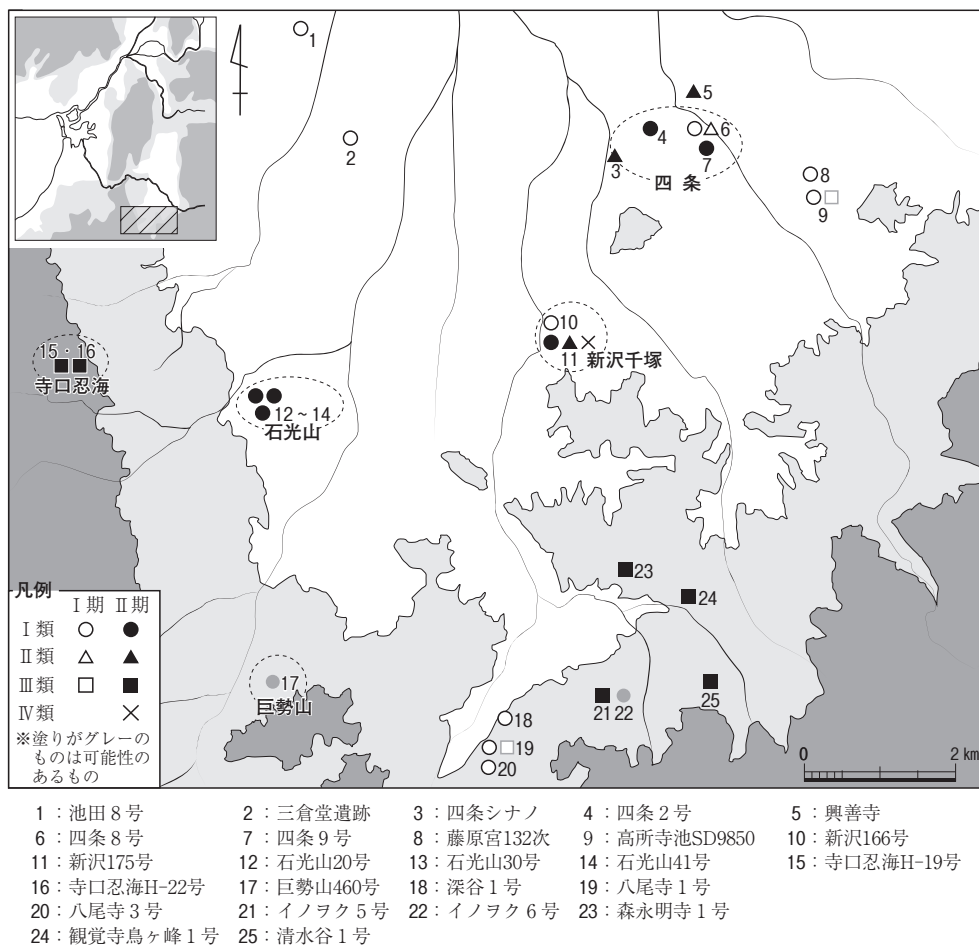 1
2
3
4
5
6
7
四 条
8
9
10
11 新沢千塚
15・16
寺口忍海
12～14
石光山
23
24
17
巨勢山
18
19
20
21 22
25
凡例
Ⅰ期 Ⅱ期
Ⅰ類 ○ ●
Ⅱ類 △ ▲
Ⅲ類 □ ■
Ⅳ類 ×
※塗りがグレーの
ものは可能性の
あるもの
0 2 km
1：池田８号 2：三倉堂遺跡 3：四条シナノ 4：四条２号 5：興善寺
6：四条８号 7：四条９号 8：藤原宮132次 9：高所寺池SD9850 10：新沢166号
11：新沢175号 12：石光山20号 13：石光山30号 14：石光山41号 15：寺口忍海H-19号
16：寺口忍海H-22号 17：巨勢山460号 18：深谷１号 19：八尾寺１号
20：八尾寺３号 21：イノヲク５号 22：イノヲク６号 23：森永明寺１号
24：観覚寺鳥ヶ峰１号 25：清水谷１号